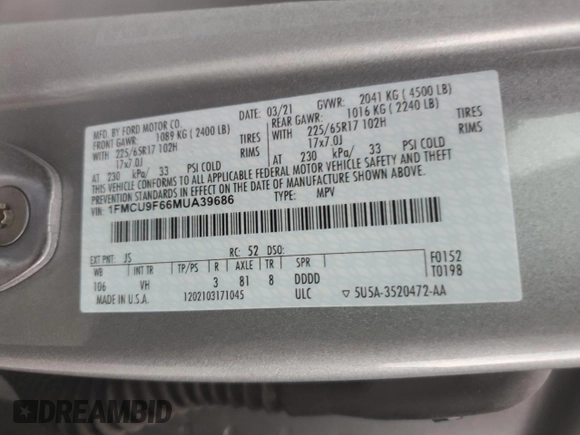 MFD. BY FORD MOTOR CO.
DATE: 03/21 GVWR: 2041 KG ( 4500 LB)
FRONT GAWR: 1089 KG ( 2400 LB) REAR GAWR: 1016 KG ( 2240 LB)
WITH 225/65R17 102H TIRES WITH 225/65R17 102H TIRES
17x7.0J RIMS 17x7.0J RIMS
AT 230 kPa/ 33 PSI COLD AT 230 kPa/ 33 PSI COLD
THIS VEHICLE CONFORMS TO ALL APPLICABLE FEDERAL MOTOR VEHICLE SAFETY AND THEFT
PREVENTION STANDARDS IN EFFECT ON THE DATE OF MANUFACTURE SHOWN ABOVE.
VIN: 1FMCU9F66MUA39686 TYPE: MPV
EXT PNT: JS RC: 52 DSO:
WB INT TR TP/PS R AXLE TR SPR
106 VH 3 81 8 DDDD
F0152
T0198
MADE IN U.S.A. 120210317104S ULC ▽ 5U5A-3520472-AA
DREAMBID